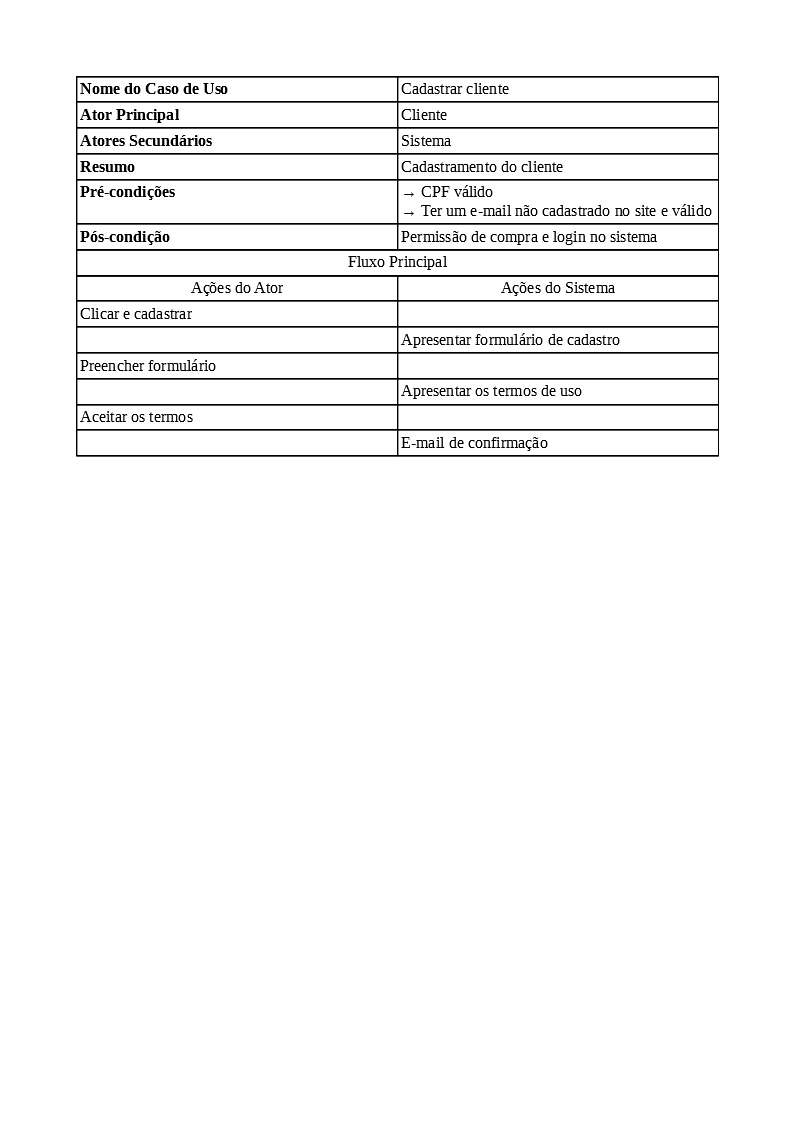 Nome do Caso de Uso Cadastrar cliente
Ator Principal Cliente
Atores Secundários Sistema
Resumo Cadastramento do cliente
Pré-condições → CPF válido
→ Ter um e-mail não cadastrado no site e válido
Pós-condição Permissão de compra e login no sistema
Fluxo Principal
Ações do Ator Ações do Sistema
Clicar e cadastrar
Apresentar formulário de cadastro
Preencher formulário
Apresentar os termos de uso
Aceitar os termos
E-mail de confirmação